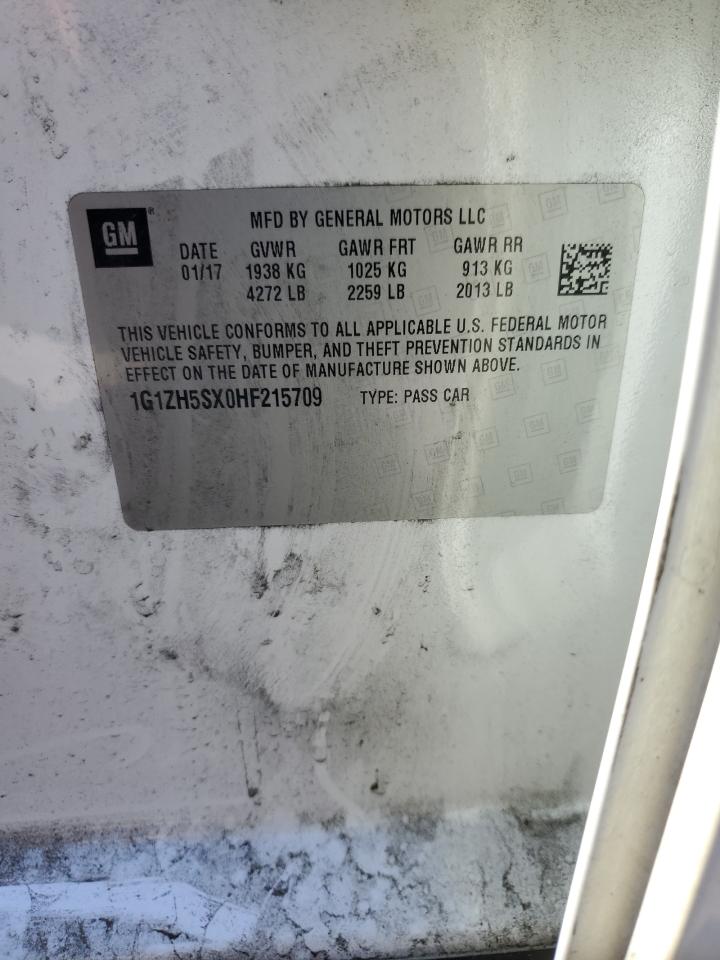 GM
MFD BY GENERAL MOTORS LLC
DATE GVWR GAWR FRT GAWR RR
01/17 1938 KG 1025 KG 913 KG
4272 LB 2259 LB 2013 LB
THIS VEHICLE CONFORMS TO ALL APPLICABLE U.S. FEDERAL MOTOR
VEHICLE SAFETY, BUMPER, AND THEFT PREVENTION STANDARDS IN
EFFECT ON THE DATE OF MANUFACTURE SHOWN ABOVE.
1G1ZH5SX0HF215709 TYPE: PASS CAR